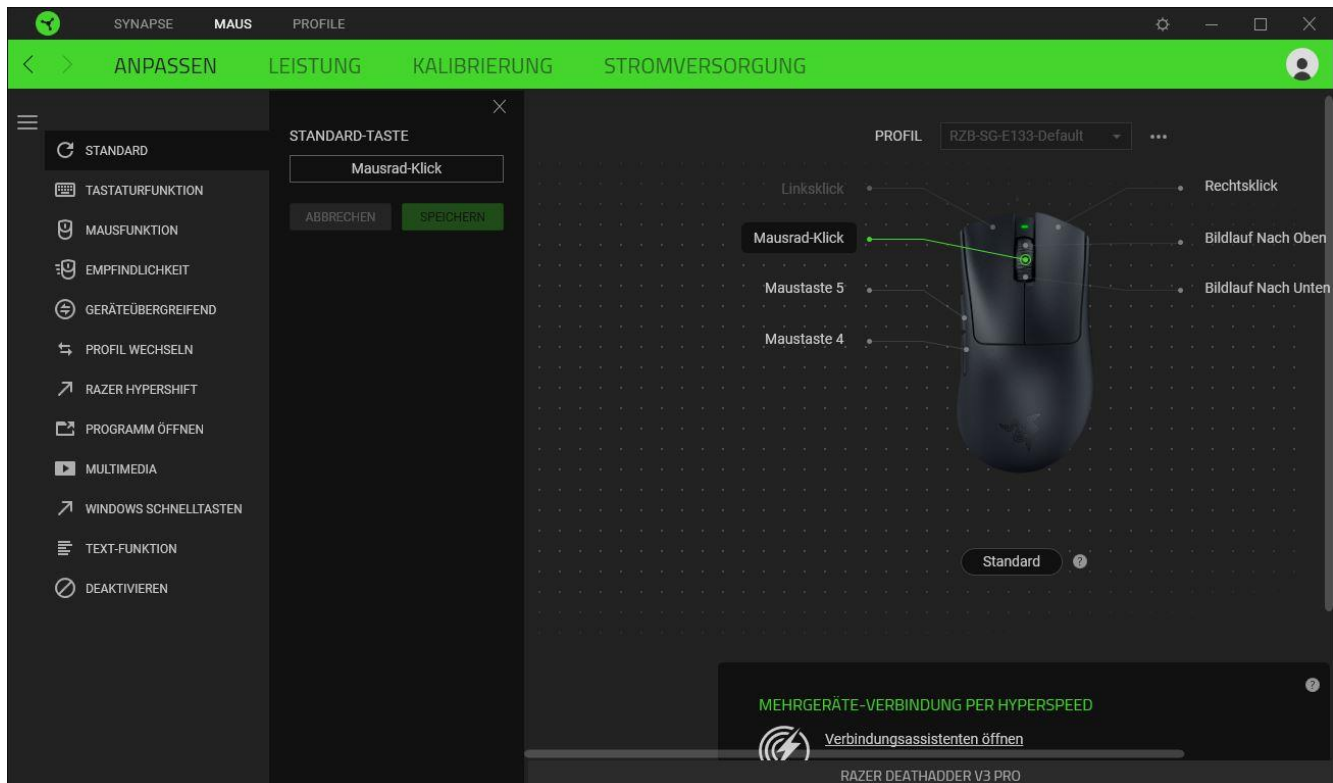 SYNAPSE MAUS PROFILE
ANPASSEN LEISTUNG KALIBRIERUNG STROMVERSORGUNG
STANDARD
TASTATURFUNKTION
MAUSFUNKTION
EMPFINDLICHKEIT
GERÄTEÜBERGREIFEND
PROFIL WECHSELN
RAZER HYPERSHIFT
PROGRAMM ÖFFNEN
MULTIMEDIA
WINDOWS SCHNELLTASTEN
TEXT-FUNKTION
DEAKTIVIEREN
STANDARD-TASTE
Mausrad-Klick
ABBRECHEN SPEICHERN
PROFIL RZB-SG-E133-Default
Linksklick
Mausrad-Klick
Maustaste 5
Maustaste 4
Rechtsklick
Bildlauf Nach Oben
Bildlauf Nach Unten
Standard ?
?
MEHRGERÄTE-VERBINDUNG PER HYPERSPEED
Verbindungsassistenten öffnen
RAZER DEATHADDER V3 PRO